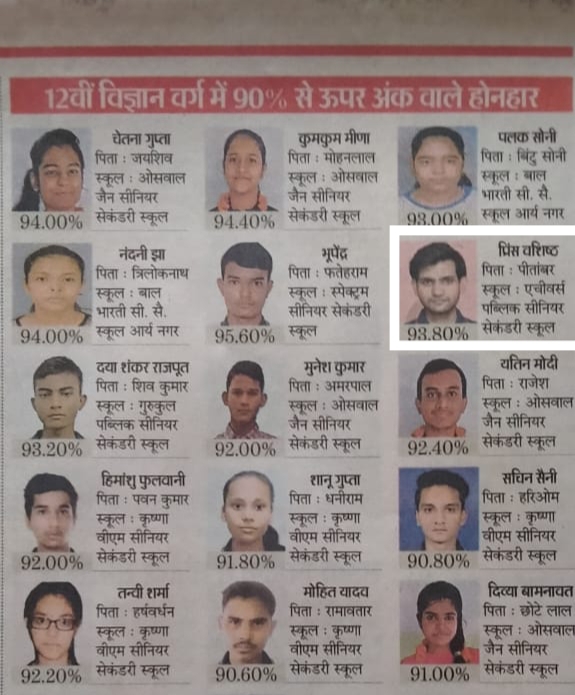 12वीं विज्ञान वर्ग में 90% से ऊपर अंक वाले होनहार
चेतना गुप्ता
पिता : जयशिव
स्कूल : ओसवाल
जैन सीनियर
सेकंडरी स्कूल
94.00%
कुमकुम मीणा
पिता : मोहनलाल
स्कूल : ओसवाल
जैन सीनियर
सेकंडरी स्कूल
94.40%
पलक सोनी
पिता : बिंटु सोनी
स्कूल : बाल
भारती सी. सै.
स्कूल आर्य नगर
93.00%
नंदनी झा
पिता : त्रिलोकनाथ
स्कूल : बाल
भारती सी. सै.
स्कूल आर्य नगर
94.00%
भूपेंद्र
पिता : फतेहराम
स्कूल : स्पेक्ट्रम
सीनियर सेकंडरी
स्कूल
95.60%
प्रिंस वशिष्ठ
पिता : पीतांबर
स्कूल : एचीवर्स
पब्लिक सीनियर
सेकंडरी स्कूल
93.80%
दया शंकर राजपूत
पिता : शिव कुमार
स्कूल : गुरुकुल
पब्लिक सीनियर
सेकंडरी स्कूल
93.20%
मुनेश कुमार
पिता : अमरपाल
स्कूल : ओसवाल
जैन सीनियर
सेकंडरी स्कूल
92.00%
यतिन मोदी
पिता : राजेश
स्कूल : ओसवाल
जैन सीनियर
सेकंडरी स्कूल
92.40%
हिमांशु फुलवानी
पिता : पवन कुमार
स्कूल : कृष्णा
वीएम सीनियर
सेकंडरी स्कूल
92.00%
शानू गुप्ता
पिता : धनीराम
स्कूल : कृष्णा
वीएम सीनियर
सेकंडरी स्कूल
91.80%
सचिन सैनी
पिता : हरिओम
स्कूल : कृष्णा
वीएम सीनियर
सेकंडरी स्कूल
90.80%
तन्वी शर्मा
पिता : हर्षवर्धन
स्कूल : कृष्णा
वीएम सीनियर
सेकंडरी स्कूल
92.20%
मोहित यादव
पिता : रामावतार
स्कूल : कृष्णा
वीएम सीनियर
सेकंडरी स्कूल
90.60%
दिव्या बामनावत
पिता : छोटे लाल
स्कूल : ओसवाल
जैन सीनियर
सेकंडरी स्कूल
91.00%